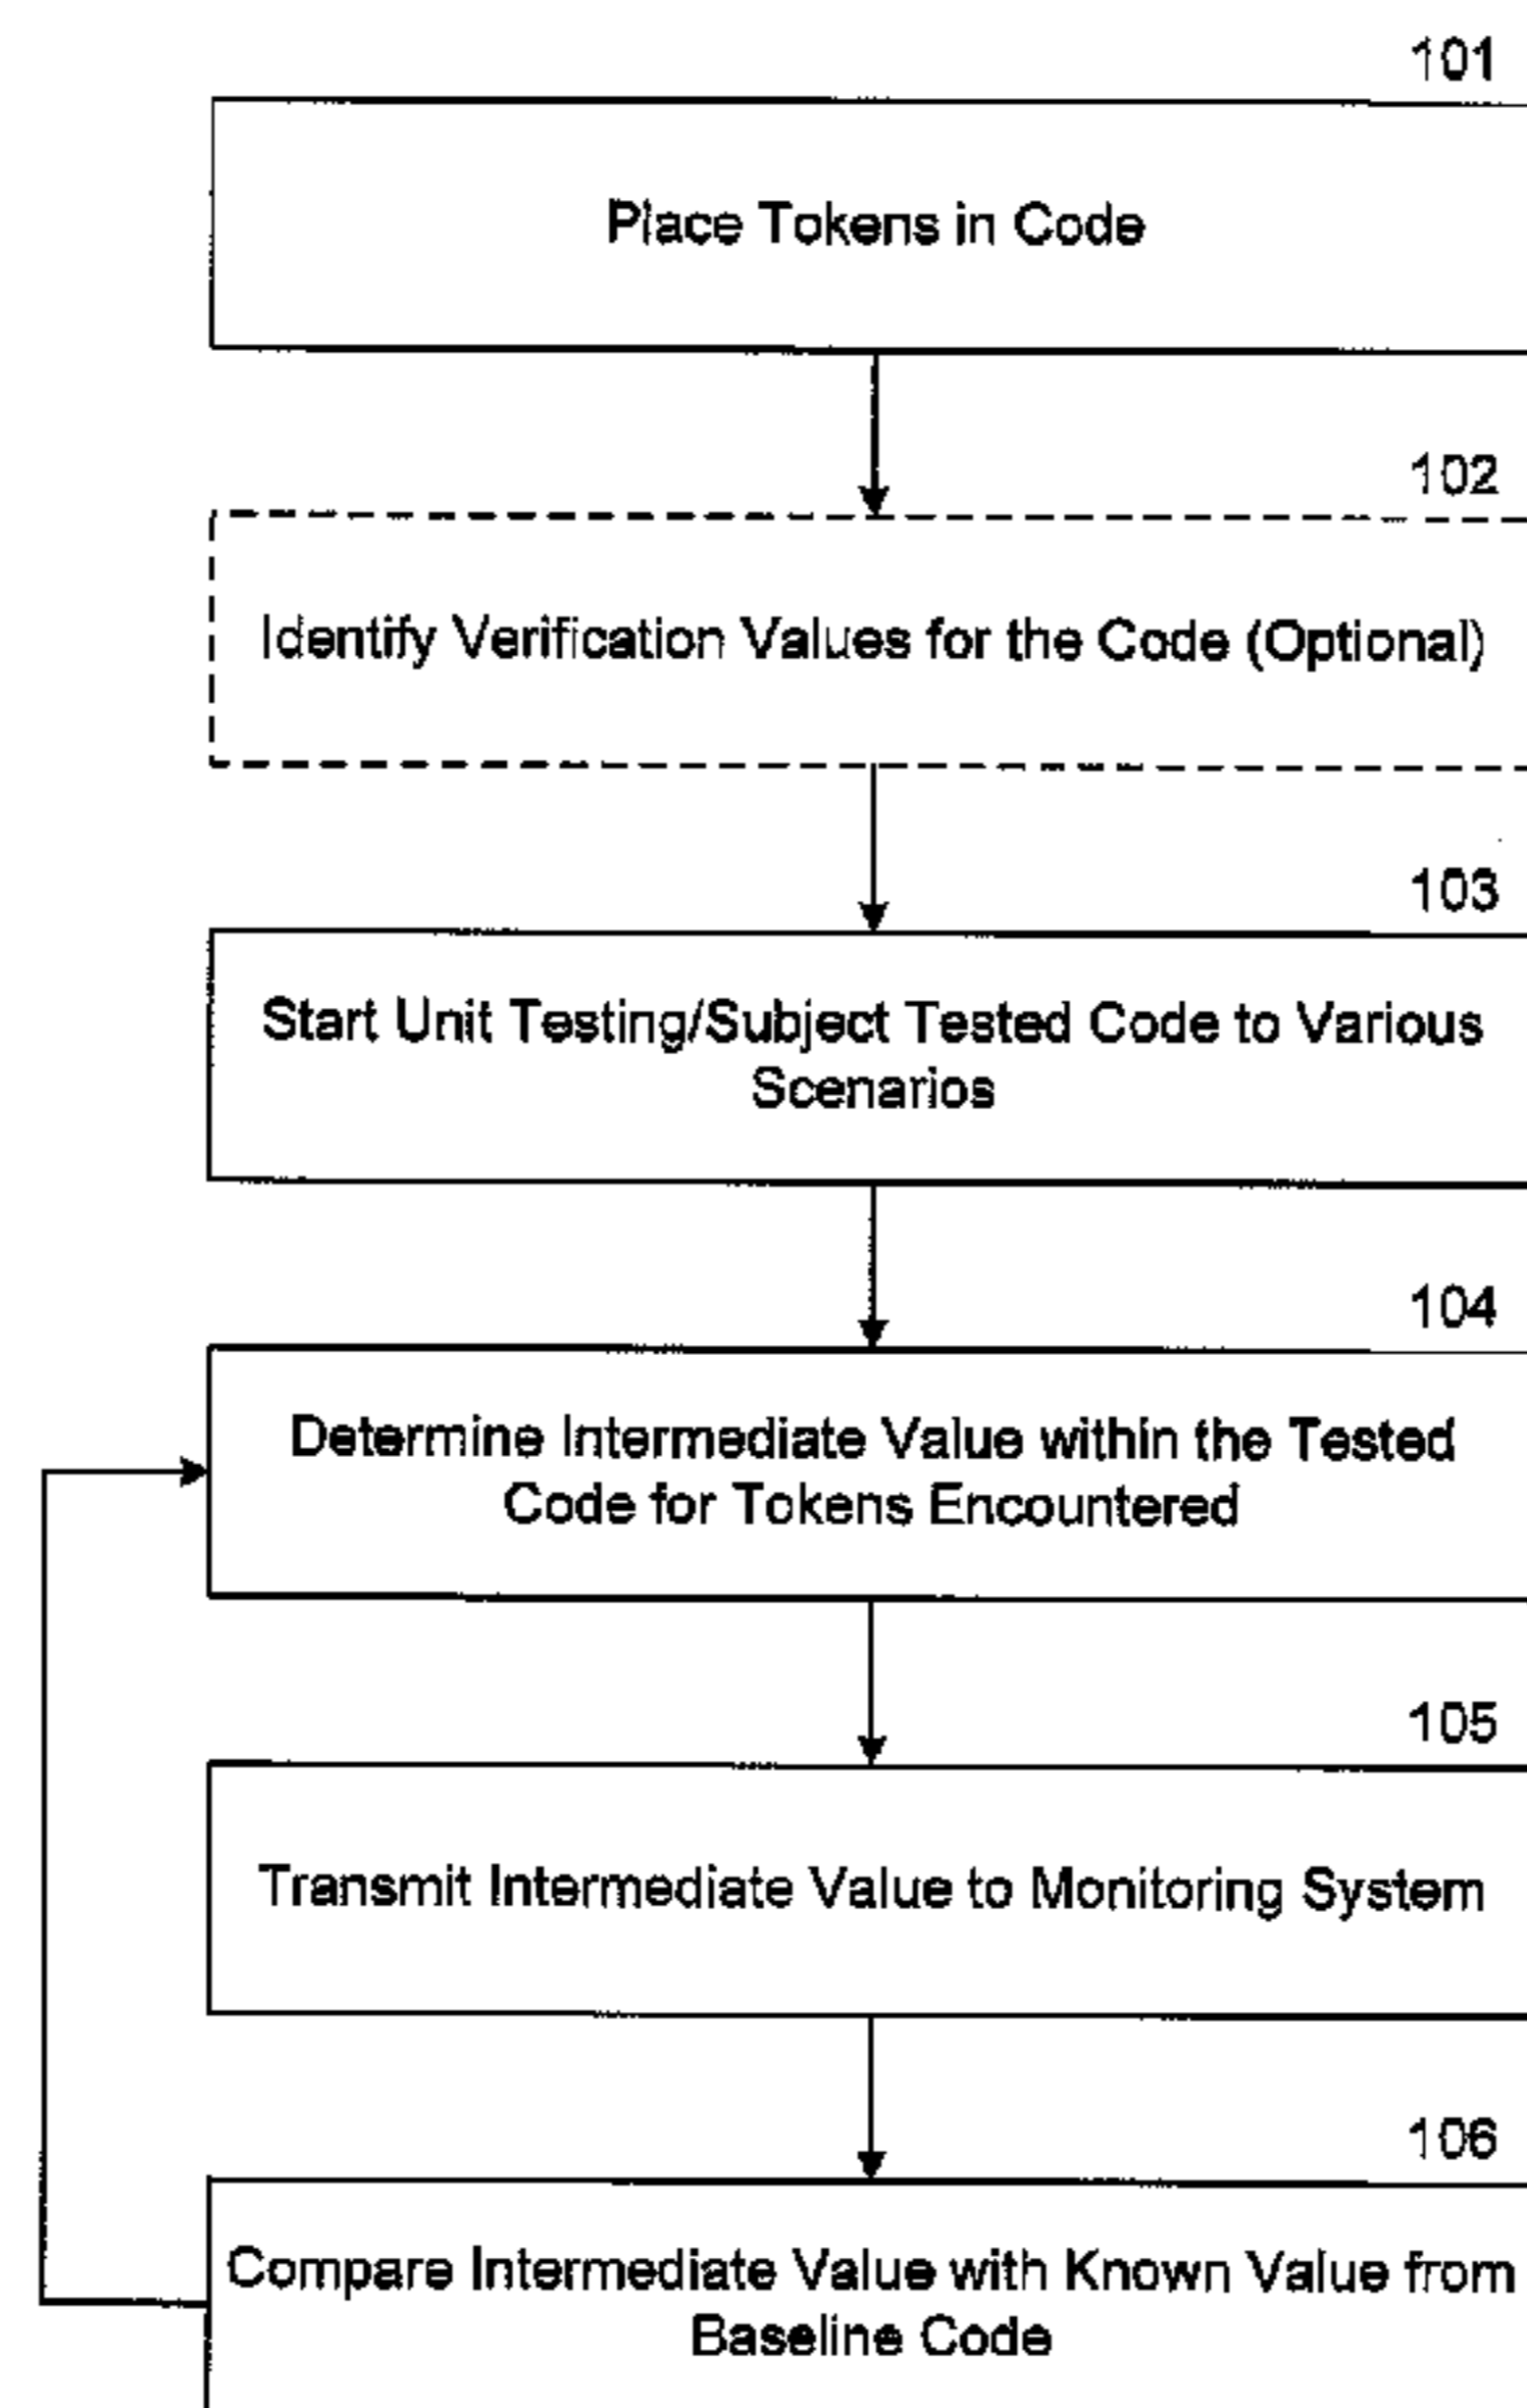 101
Place Tokens in Code
102
Identify Verification Values for the Code (Optional)
103
Start Unit Testing/Subject Tested Code to Various
Scenarios
104
Determine Intermediate Value within the Tested
Code for Tokens Encountered
105
Transmit Intermediate Value to Monitoring System
106
Compare Intermediate Value with Known Value from
Baseline Code